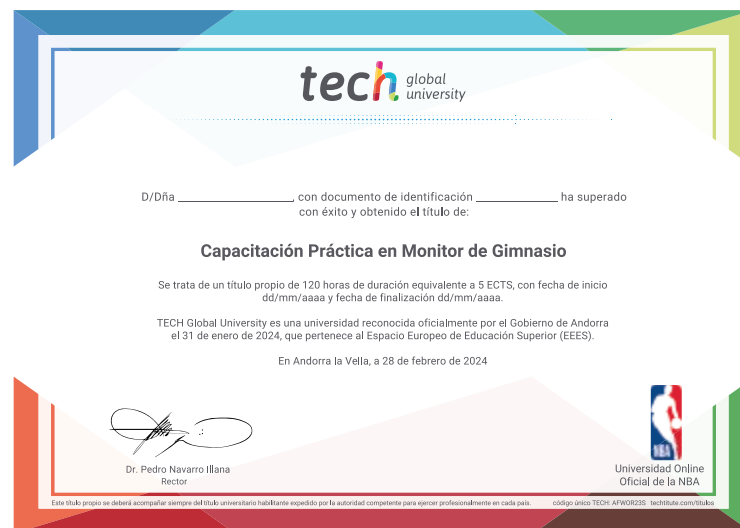 tech global university
D/Dña ____________________, con documento de identificación ______________ ha superado
con éxito y obtenido el título de:
Capacitación Práctica en Monitor de Gimnasio
Se trata de un título propio de 120 horas de duración equivalente a 5 ECTS, con fecha de inicio
dd/mm/aaaa y fecha de finalización dd/mm/aaaa.
TECH Global University es una universidad reconocida oficialmente por el Gobierno de Andorra
el 31 de enero de 2024, que pertenece al Espacio Europeo de Educación Superior (EEES).
En Andorra la Vella, a 28 de febrero de 2024
Dr. Pedro Navarro Illana
Rector
NBA
Universidad Online
Oficial de la NBA
Este título propio se deberá acompañar siempre del título universitario habilitante expedido por la autoridad competente para ejercer profesionalmente en cada país. código único TECH: AFWOR23S techtitute.com/titulos